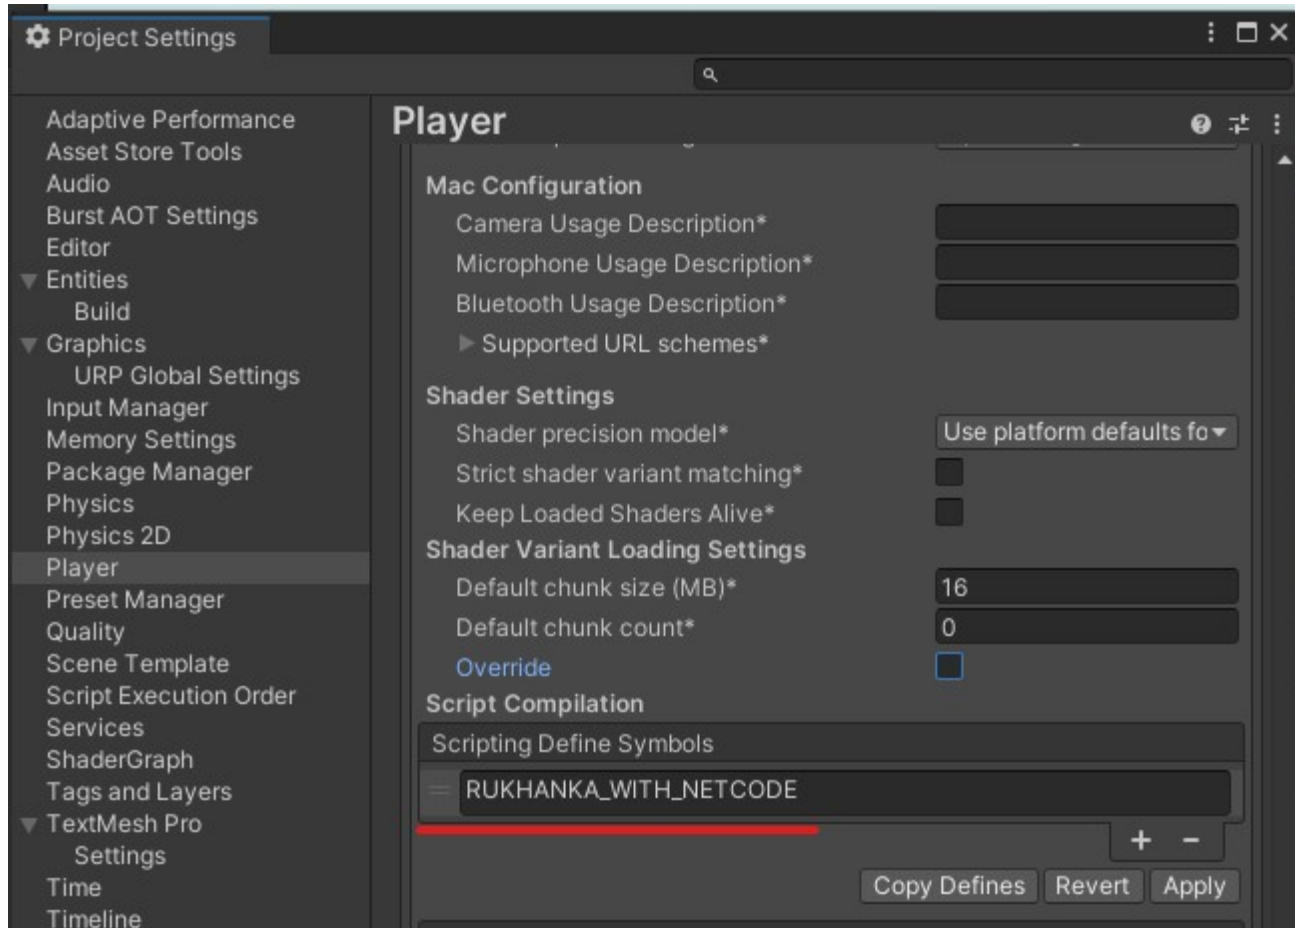 Project Settings
Adaptive Performance
Asset Store Tools
Audio
Burst AOT Settings
Editor
Entities
Build
Graphics
URP Global Settings
Input Manager
Memory Settings
Package Manager
Physics
Physics 2D
Player
Preset Manager
Quality
Scene Template
Script Execution Order
Services
ShaderGraph
Tags and Layers
TextMesh Pro
Settings
Time
Timeline
Player
Mac Configuration
Camera Usage Description*
Microphone Usage Description*
Bluetooth Usage Description*
Supported URL schemes*
Shader Settings
Shader precision model* Use platform defaults fo
Strict shader variant matching*
Keep Loaded Shaders Alive*
Shader Variant Loading Settings
Default chunk size (MB)* 16
Default chunk count* 0
Override
Script Compilation
Scripting Define Symbols
RUKHANKA_WITH_NETCODE
Copy Defines Revert Apply